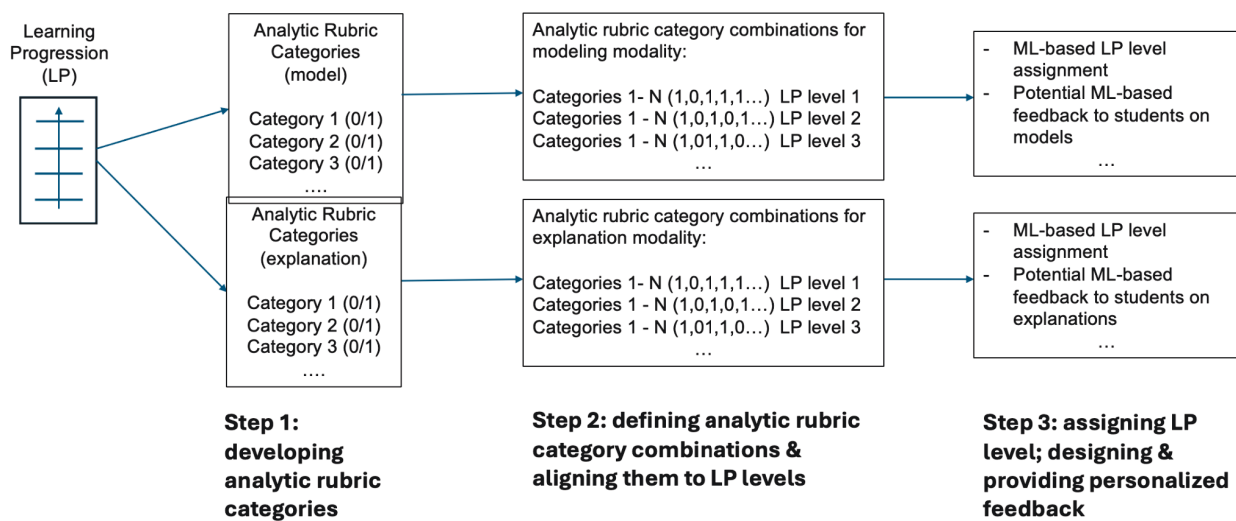 Learning
Progression
(LP)
Analytic Rubric
Categories
(model)
Category 1 (0/1)
Category 2 (0/1)
Category 3 (0/1)
....
Analytic Rubric
Categories
(explanation)
Category 1 (0/1)
Category 2 (0/1)
Category 3 (0/1)
....
Step 1:
developing
analytic rubric
categories
Analytic rubric category combinations for
modeling modality:
Categories 1- N (1,0,1,1,1...) LP level 1
Categories 1 - N (1,0,1,0,1...) LP level 2
Categories 1 - N (1,01,1,0...) LP level 3
...
Analytic rubric category combinations for
explanation modality:
Categories 1- N (1,0,1,1,1...) LP level 1
Categories 1 - N (1,0,1,0,1...) LP level 2
Categories 1 - N (1,01,1,0...) LP level 3
...
Step 2: defining analytic rubric
category combinations &
aligning them to LP levels
- ML-based LP level
assignment
- Potential ML-based
feedback to students on
models
...
- ML-based LP level
assignment
- Potential ML-based
feedback to students on
explanations
...
Step 3: assigning LP
level; designing &
providing personalized
feedback